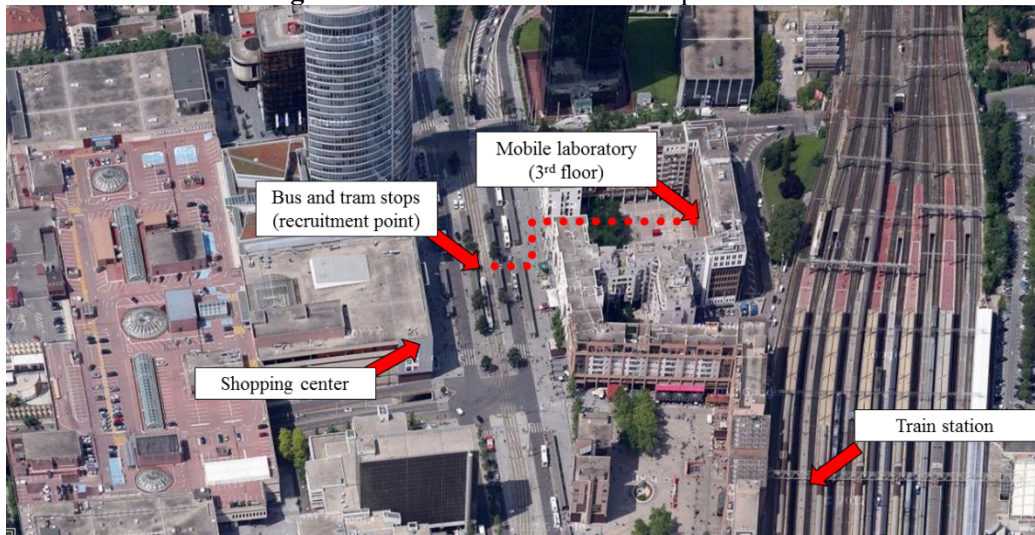 Mobile laboratory
(3rd floor)
Bus and tram stops
(recruitment point)
Shopping center
Train station